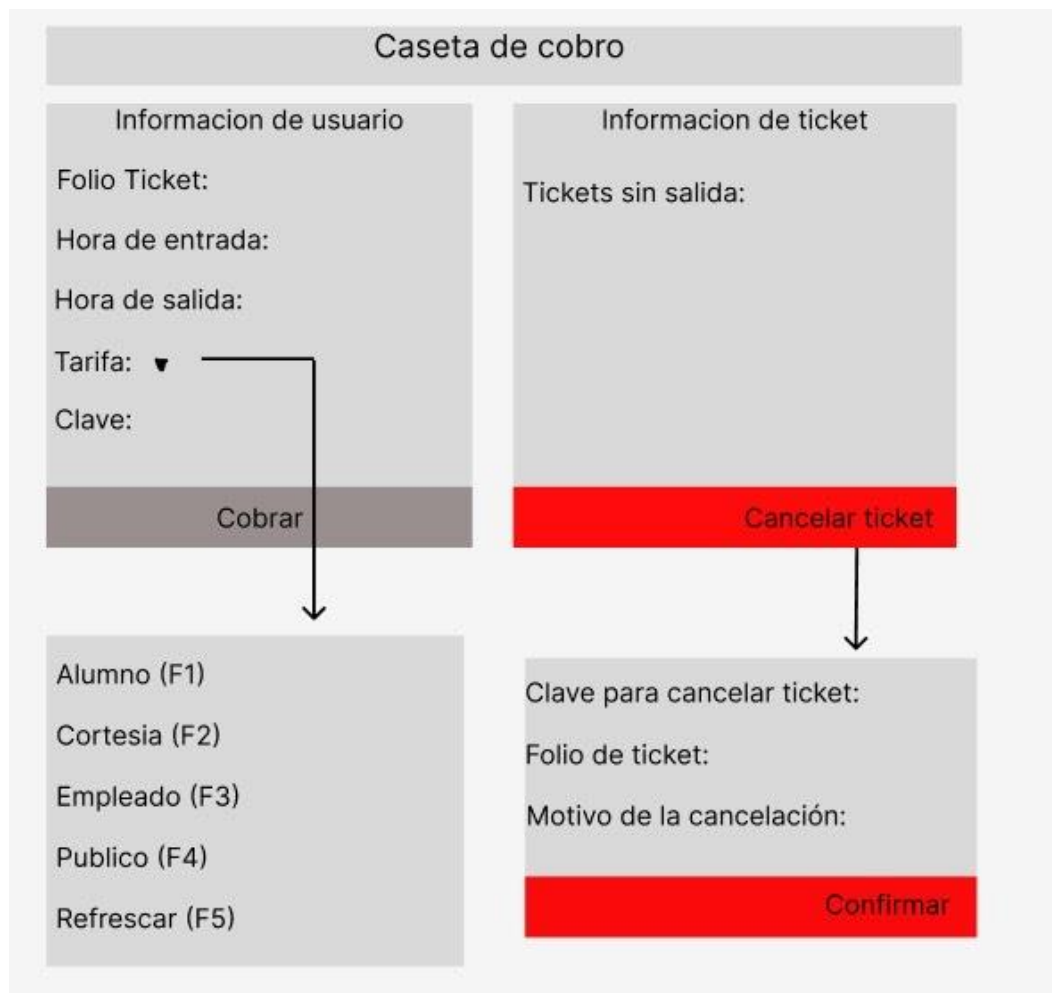 Caseta de cobro
Informacion de usuario
Folio Ticket:
Hora de entrada:
Hora de salida:
Tarifa:
Clave:
Cobrar
Informacion de ticket
Tickets sin salida:
Cancelar ticket
Alumno (F1)
Cortesia (F2)
Empleado (F3)
Publico (F4)
Refrescar (F5)
Clave para cancelar ticket:
Folio de ticket:
Motivo de la cancelación:
Confirmar